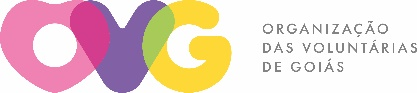 OVG
ORGANIZAÇÃO
DAS VOLUNTÁRIAS
DE GOIÁS